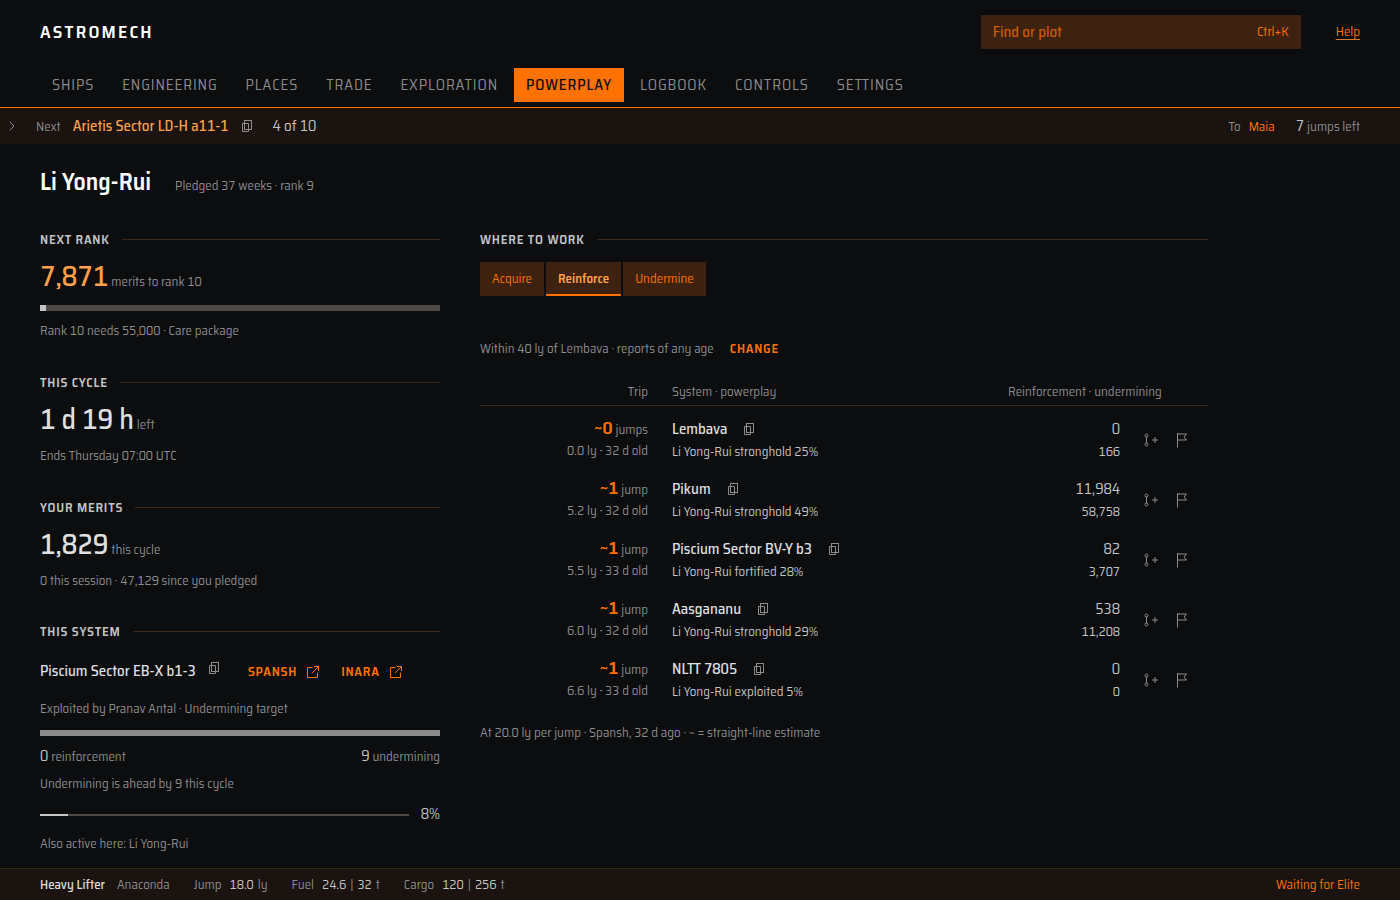 ASTROMECH
Find or plot Ctrl+K
Help
SHIPS ENGINEERING PLACES TRADE EXPLORATION POWERPLAY LOGBOOK CONTROLS SETTINGS
Next Arietis Sector LD-H a11-1 4 of 10
To Maia 7 jumps left
Li Yong-Rui Pledged 37 weeks · rank 9
NEXT RANK
7,871 merits to rank 10
Rank 10 needs 55,000 · Care package
THIS CYCLE
1 d 19 h left
Ends Thursday 07:00 UTC
YOUR MERITS
1,829 this cycle
0 this session · 47,129 since you pledged
THIS SYSTEM
Piscium Sector EB-X b1-3 SPANSH INARA
Exploited by Pranav Antal · Undermining target
0 reinforcement 9 undermining
Undermining is ahead by 9 this cycle
8%
Also active here: Li Yong-Rui
WHERE TO WORK
Acquire Reinforce Undermine
Within 40 ly of Lembava · reports of any age CHANGE
Trip System · powerplay Reinforcement · undermining
~0 jumps Lembava 0
0.0 ly · 32 d old Li Yong-Rui stronghold 25% 166
~1 jump Pikum 11,984
5.2 ly · 32 d old Li Yong-Rui stronghold 49% 58,758
~1 jump Piscium Sector BV-Y b3 82
5.5 ly · 33 d old Li Yong-Rui fortified 28% 3,707
~1 jump Aasgananu 538
6.0 ly · 32 d old Li Yong-Rui stronghold 29% 11,208
~1 jump NLTT 7805 0
6.6 ly · 33 d old Li Yong-Rui exploited 5% 0
At 20.0 ly per jump · Spansh, 32 d ago · ~ = straight-line estimate
Heavy Lifter Anaconda Jump 18.0 ly Fuel 24.6 | 32 t Cargo 120 | 256 t
Waiting for Elite